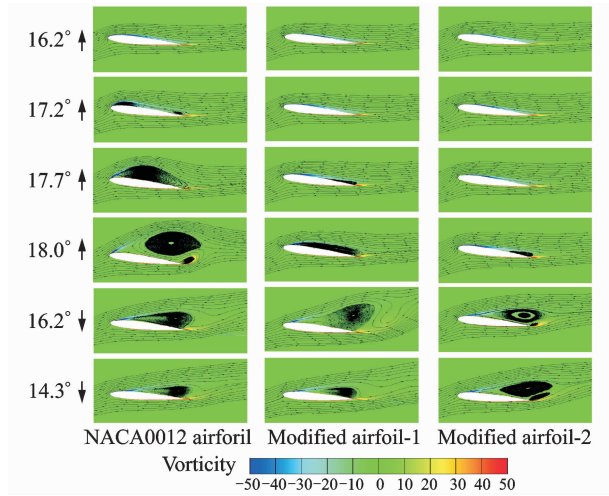 16.2° ↑
17.2° ↑
17.7° ↑
18.0° ↑
16.2° ↓
14.3° ↓
NACA0012 airforil Modified airfoil-1 Modified airfoil-2
Vorticity
−50 −40 −30 −20 −10 0 10 20 30 40 50